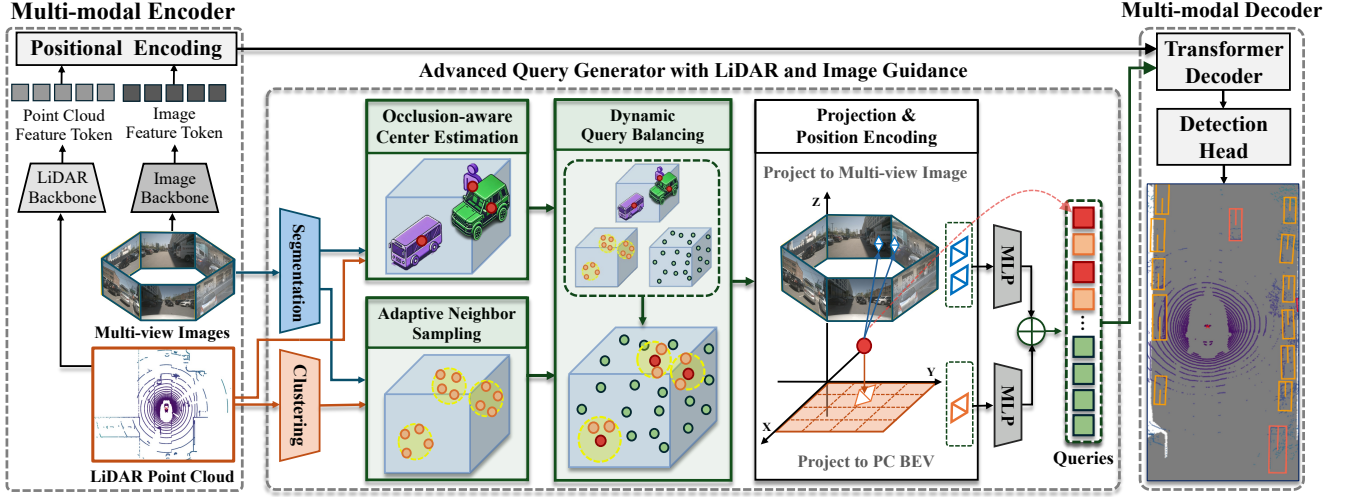 Multi-modal Encoder
Positional Encoding
Point Cloud
Feature Token
Image
Feature Token
LiDAR
Backbone
Image
Backbone
Multi-view Images
LiDAR Point Cloud
Advanced Query Generator with LiDAR and Image Guidance
Segmentation
Clustering
Occlusion-aware
Center Estimation
Adaptive Neighbor
Sampling
Dynamic
Query Balancing
Projection &
Position Encoding
Project to Multi-view Image
Z
Y
X
Project to PC BEV
MLP
MLP
...
Queries
Multi-modal Decoder
Transformer
Decoder
Detection
Head